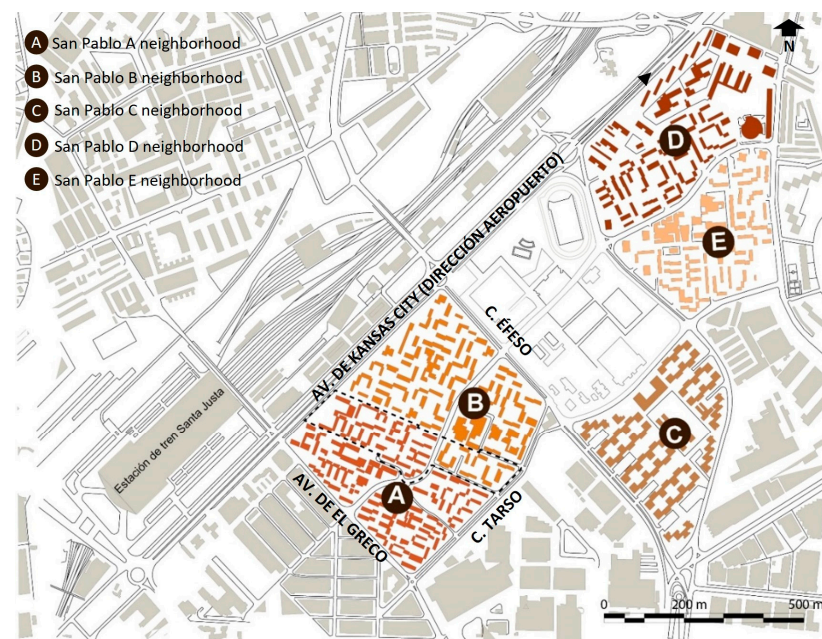 A San Pablo A neighborhood
B San Pablo B neighborhood
C San Pablo C neighborhood
D San Pablo D neighborhood
E San Pablo E neighborhood
N
D
E
AV. DE KANSAS CITY (DIRECCIÓN AEROPUERTO)
C. ÉFESO
B
C
Estación de tren Santa Justa
A
AV. DE EL GRECO
C. TARSO
0 200 m 500 m